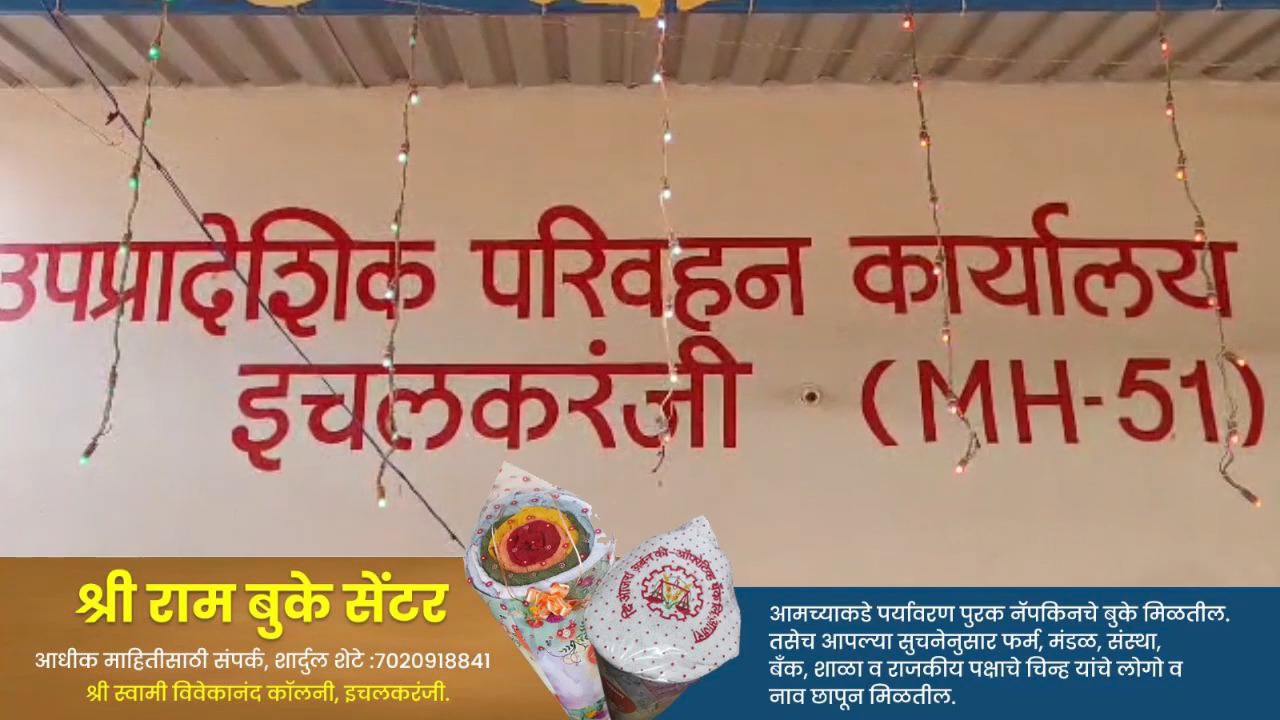 उपप्रादेशिक परिवहन कार्यालय
इचलकरंजी (MH-51)
श्री राम बुके सेंटर
आधीक माहितीसाठी संपर्क, शार्दुल शेटे :7020918841
श्री स्वामी विवेकानंद कॉलनी, इचलकरंजी.
आमच्याकडे पर्यावरण पुरक नॅपकिनचे बुके मिळतील.
तसेच आपल्या सुचनेनुसार फर्म, मंडळ, संस्था,
बँक, शाळा व राजकीय पक्षाचे चिन्ह यांचे लोगो व
नाव छापून मिळतील.